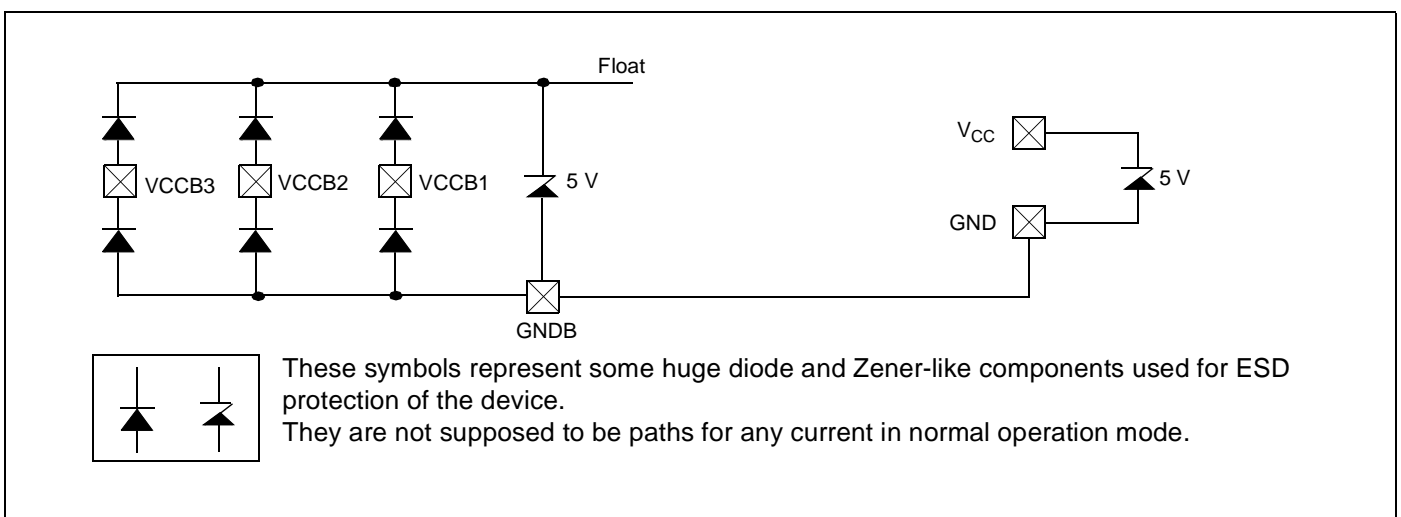 Float
VCC
VCCB3
VCCB2
VCCB1
5 V
5 V
GND
GNDB
These symbols represent some huge diode and Zener-like components used for ESD
protection of the device.
They are not supposed to be paths for any current in normal operation mode.